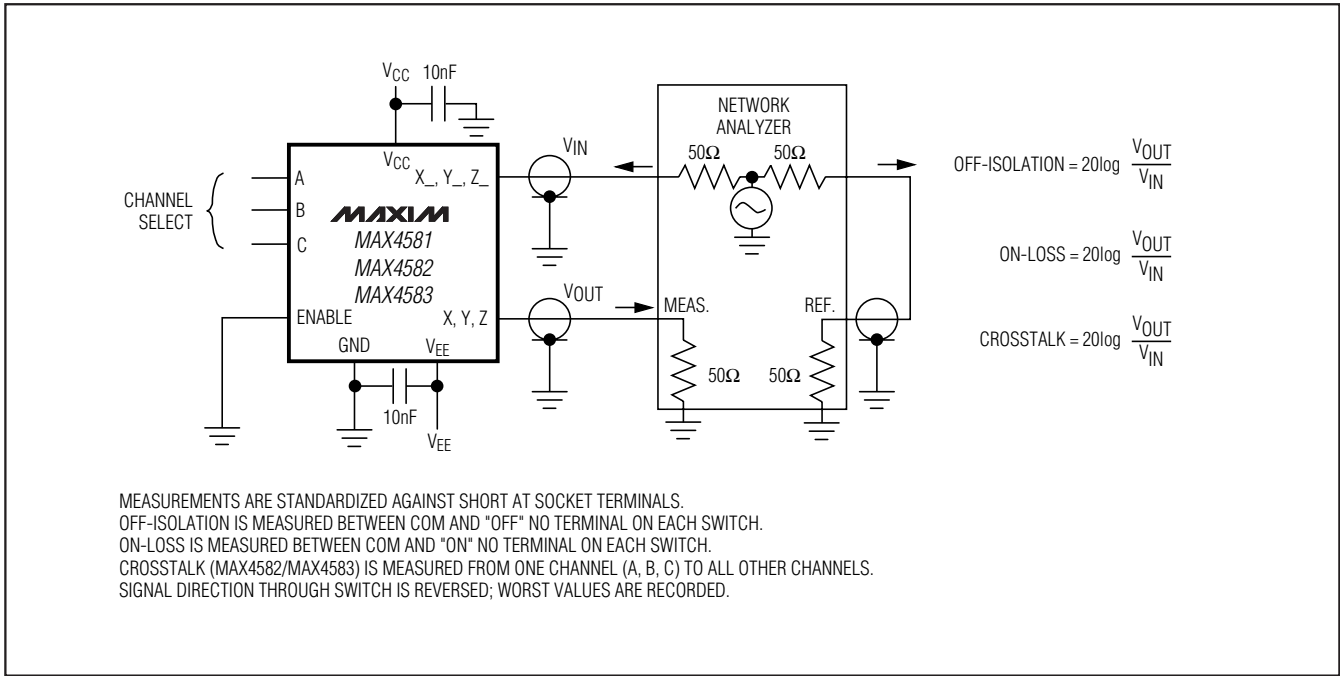 VCC 10nF
VCC
CHANNEL
SELECT
A
B
C
ENABLE
X_, Y_, Z_
MAXIM
MAX4581
MAX4582
MAX4583
X, Y, Z
GND
VEE
10nF
VEE
VIN
VOUT
NETWORK
ANALYZER
50Ω 50Ω
MEAS. REF.
50Ω 50Ω
OFF-ISOLATION = 20log VOUT/VIN
ON-LOSS = 20log VOUT/VIN
CROSSTALK = 20log VOUT/VIN
MEASUREMENTS ARE STANDARDIZED AGAINST SHORT AT SOCKET TERMINALS.
OFF-ISOLATION IS MEASURED BETWEEN COM AND "OFF" NO TERMINAL ON EACH SWITCH.
ON-LOSS IS MEASURED BETWEEN COM AND "ON" NO TERMINAL ON EACH SWITCH.
CROSSTALK (MAX4582/MAX4583) IS MEASURED FROM ONE CHANNEL (A, B, C) TO ALL OTHER CHANNELS.
SIGNAL DIRECTION THROUGH SWITCH IS REVERSED; WORST VALUES ARE RECORDED.